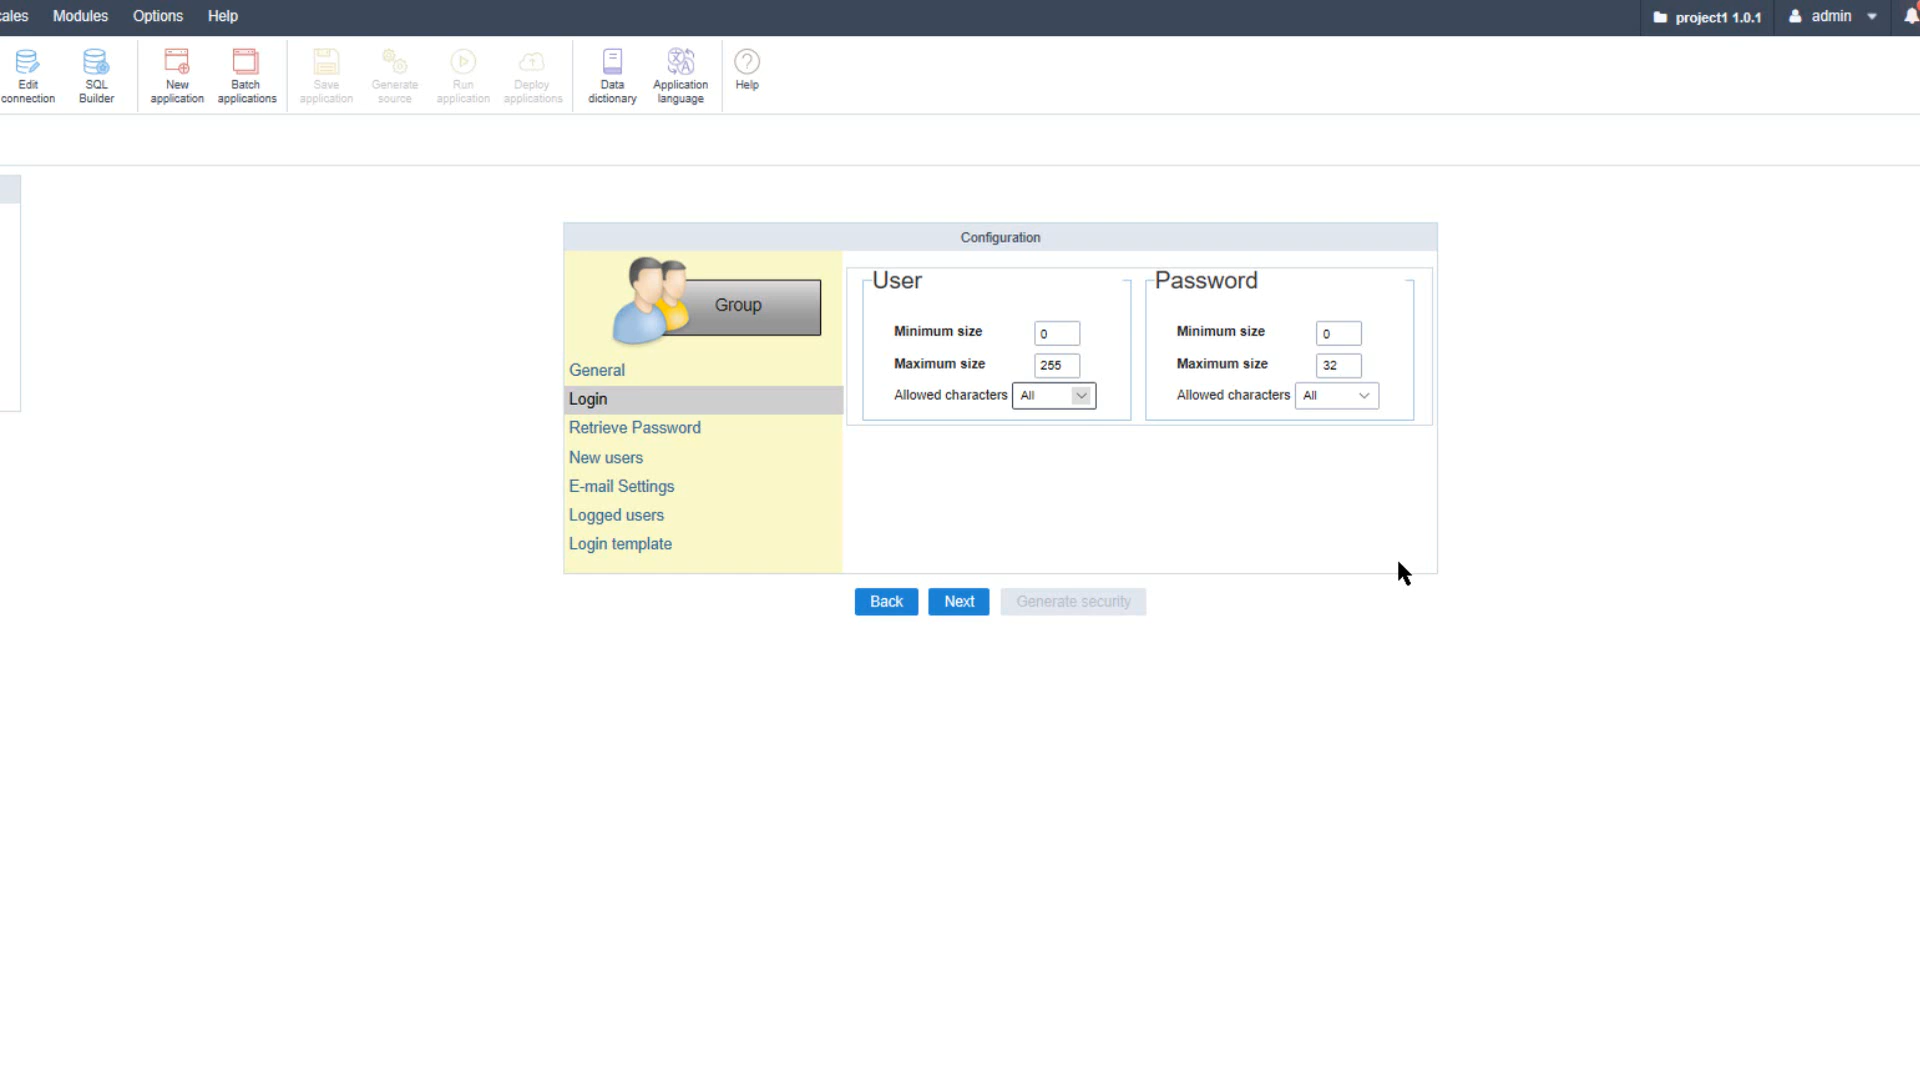 Modules Options Help
project1 1.0.1 admin
Edit connection
SQL Builder
New application
Batch applications
Save application
Generate source
Run application
Deploy applications
Data dictionary
Application language
Help
Configuration
Group
General
Login
Retrieve Password
New users
E-mail Settings
Logged users
Login template
User
Minimum size 0
Maximum size 255
Allowed characters All
Password
Minimum size 0
Maximum size 32
Allowed characters All
Back Next Generate security